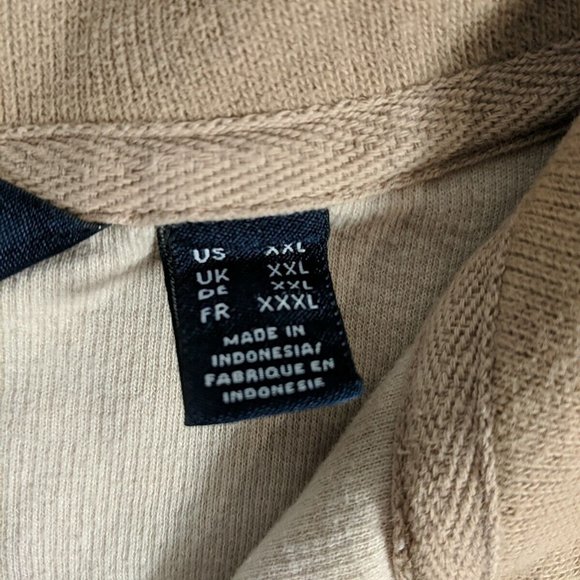 US XXL
UK XXL
DE XXL
FR XXXL
MADE IN
INDONESIA/
FABRIQUE EN
INDONESIE